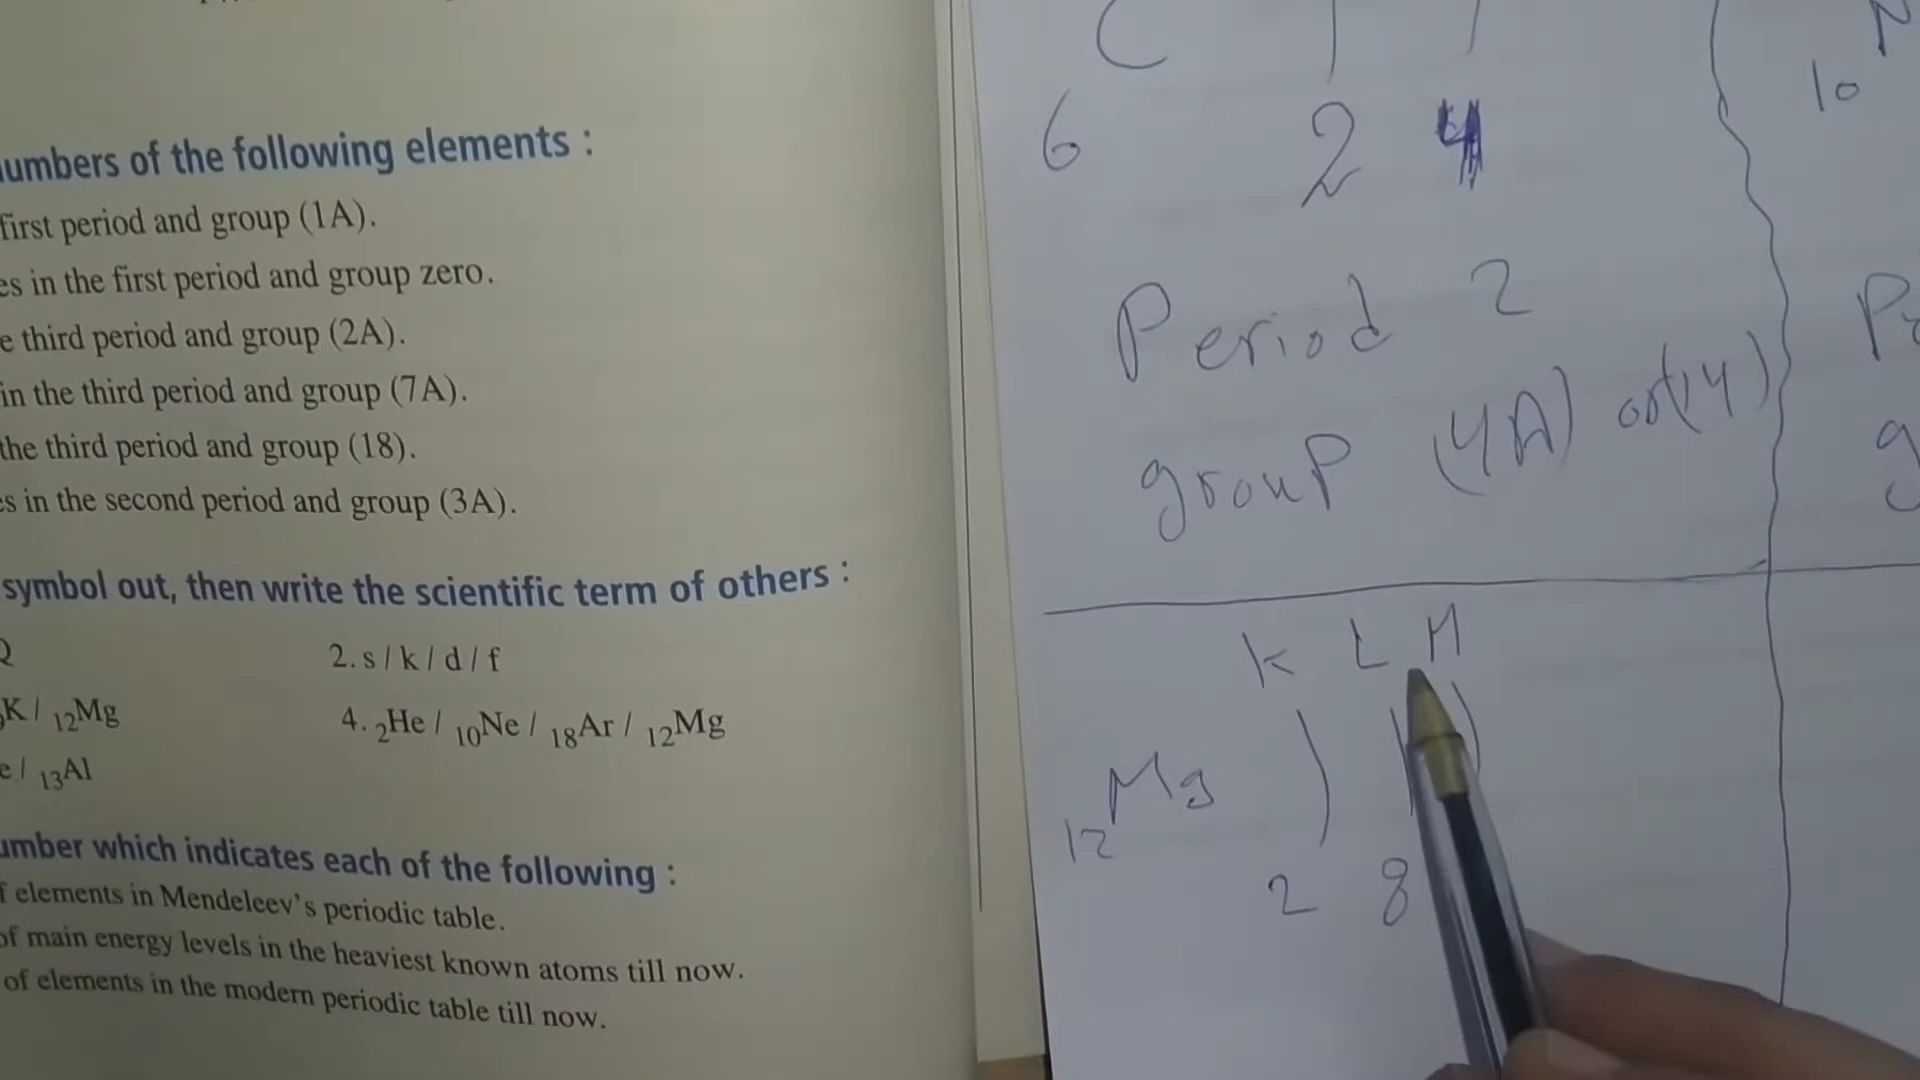 numbers of the following elements :
first period and group (1A).
es in the first period and group zero.
e third period and group (2A).
in the third period and group (7A).
the third period and group (18).
es in the second period and group (3A).
symbol out, then write the scientific term of others :
2. s / k / d / f
K / 12Mg
4. 2He / 10Ne / 18Ar / 12Mg
e / 13Al
umber which indicates each of the following :
f elements in Mendeleev's periodic table.
of main energy levels in the heaviest known atoms till now.
of elements in the modern periodic table till now.
C
6
2 4
Period 2
group (4A) or (14)
K L M
12Mg
2 8
10